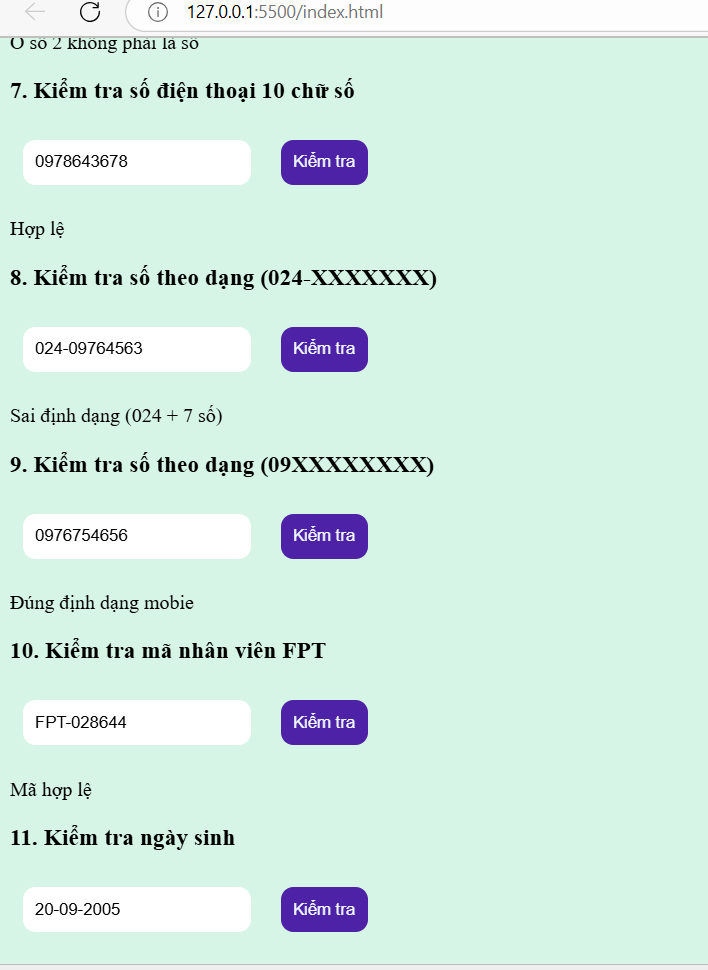 127.0.0.1:5500/index.html
Ô số 2 không phải là số
7. Kiểm tra số điện thoại 10 chữ số
0978643678 Kiểm tra
Hợp lệ
8. Kiểm tra số theo dạng (024-XXXXXXX)
024-09764563 Kiểm tra
Sai định dạng (024 + 7 số)
9. Kiểm tra số theo dạng (09XXXXXXXX)
0976754656 Kiểm tra
Đúng định dạng mobie
10. Kiểm tra mã nhân viên FPT
FPT-028644 Kiểm tra
Mã hợp lệ
11. Kiểm tra ngày sinh
20-09-2005 Kiểm tra